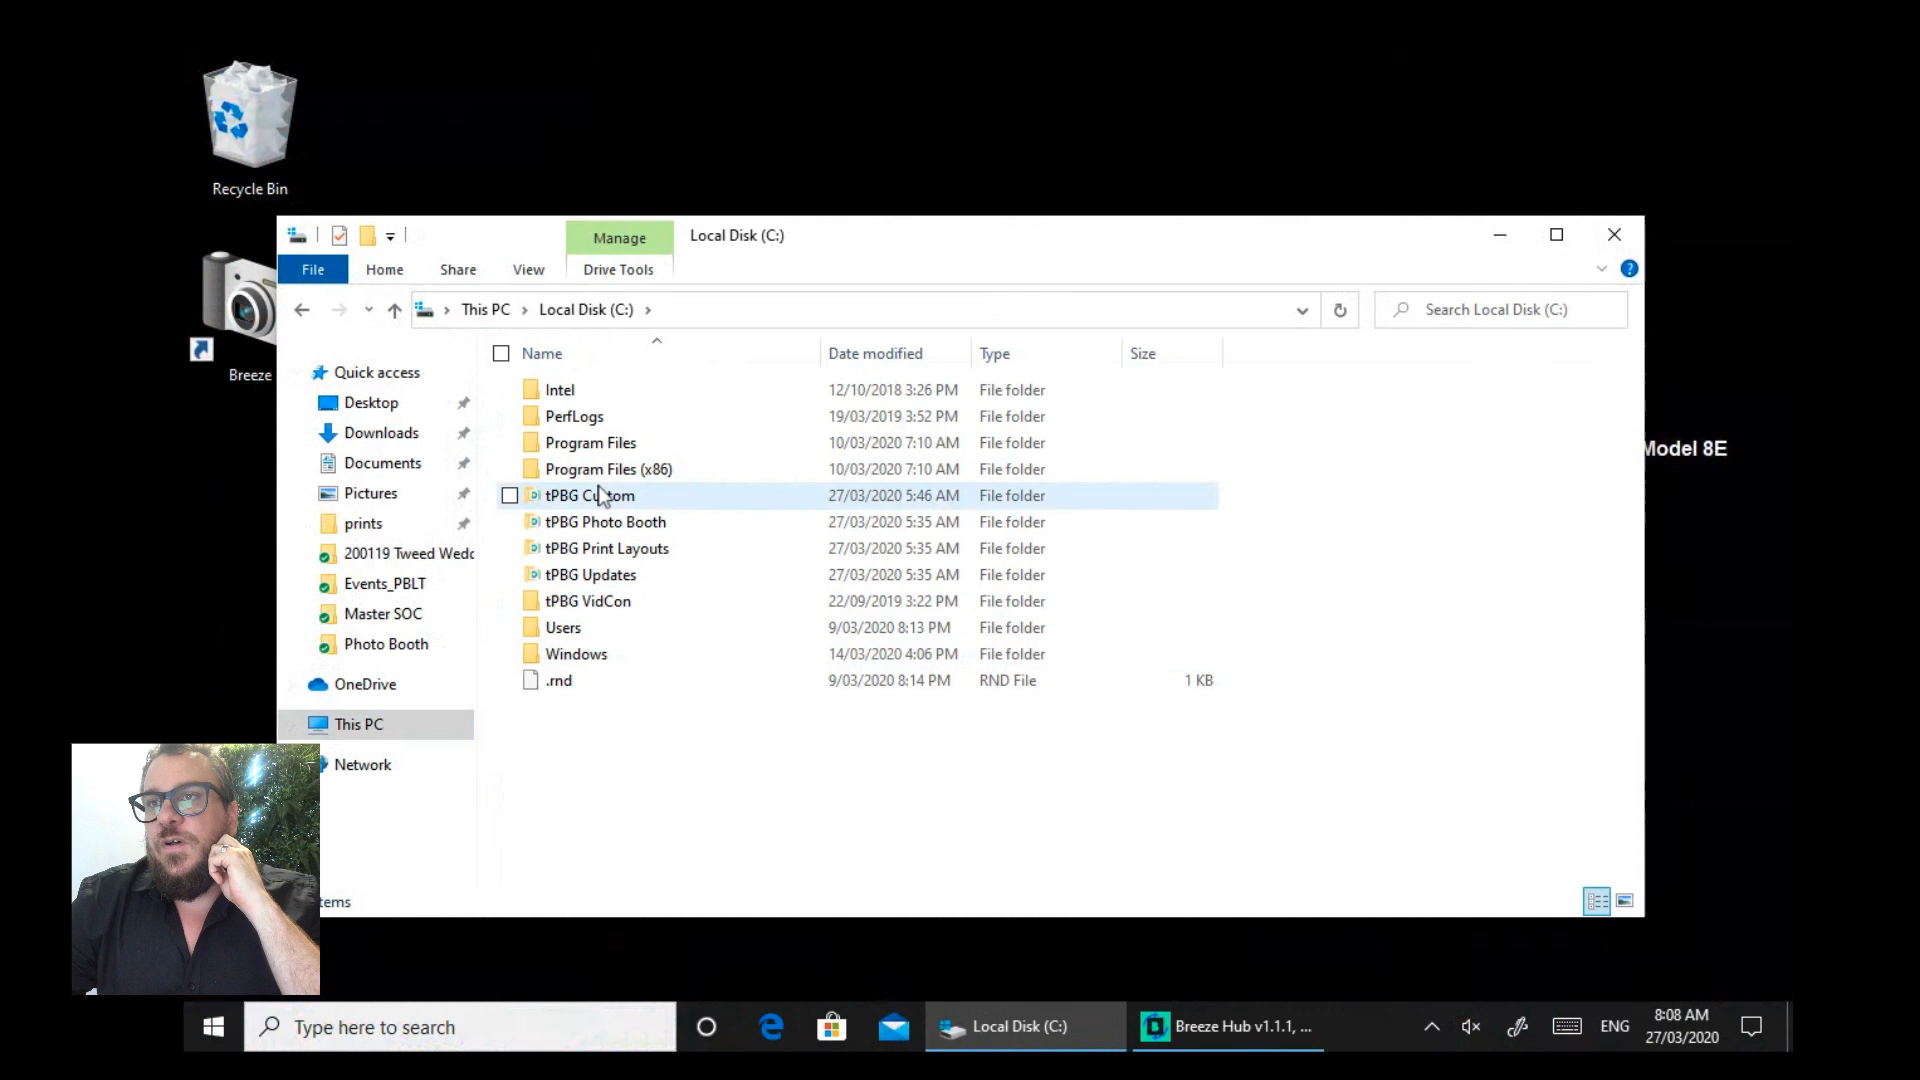 Recycle Bin
Breeze
Model 8E
Manage
Local Disk (C:)
File
Home
Share
View
Drive Tools
This PC
Local Disk (C:)
Search Local Disk (C:)
Name
Date modified
Type
Size
Quick access
Desktop
Downloads
Documents
Pictures
prints
200119 Tweed Wedd
Events_PBLT
Master SOC
Photo Booth
OneDrive
This PC
Network
Intel 12/10/2018 3:26 PM File folder
PerfLogs 19/03/2019 3:52 PM File folder
Program Files 10/03/2020 7:10 AM File folder
Program Files (x86) 10/03/2020 7:10 AM File folder
tPBG Custom 27/03/2020 5:46 AM File folder
tPBG Photo Booth 27/03/2020 5:35 AM File folder
tPBG Print Layouts 27/03/2020 5:35 AM File folder
tPBG Updates 27/03/2020 5:35 AM File folder
tPBG VidCon 22/09/2019 3:22 PM File folder
Users 9/03/2020 8:13 PM File folder
Windows 14/03/2020 4:06 PM File folder
.rnd 9/03/2020 8:14 PM RND File 1 KB
tems
Type here to search
Local Disk (C:)
Breeze Hub v1.1.1, ...
ENG
8:08 AM
27/03/2020